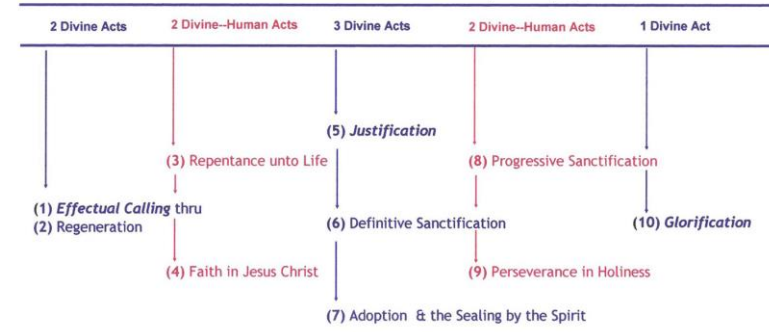 2 Divine Acts
2 Divine--Human Acts
3 Divine Acts
2 Divine--Human Acts
1 Divine Act
(5) Justification
(3) Repentance unto Life
(8) Progressive Sanctification
(1) Effectual Calling thru
(2) Regeneration
(6) Definitive Sanctification
(10) Glorification
(4) Faith in Jesus Christ
(9) Perseverance in Holiness
(7) Adoption & the Sealing by the Spirit